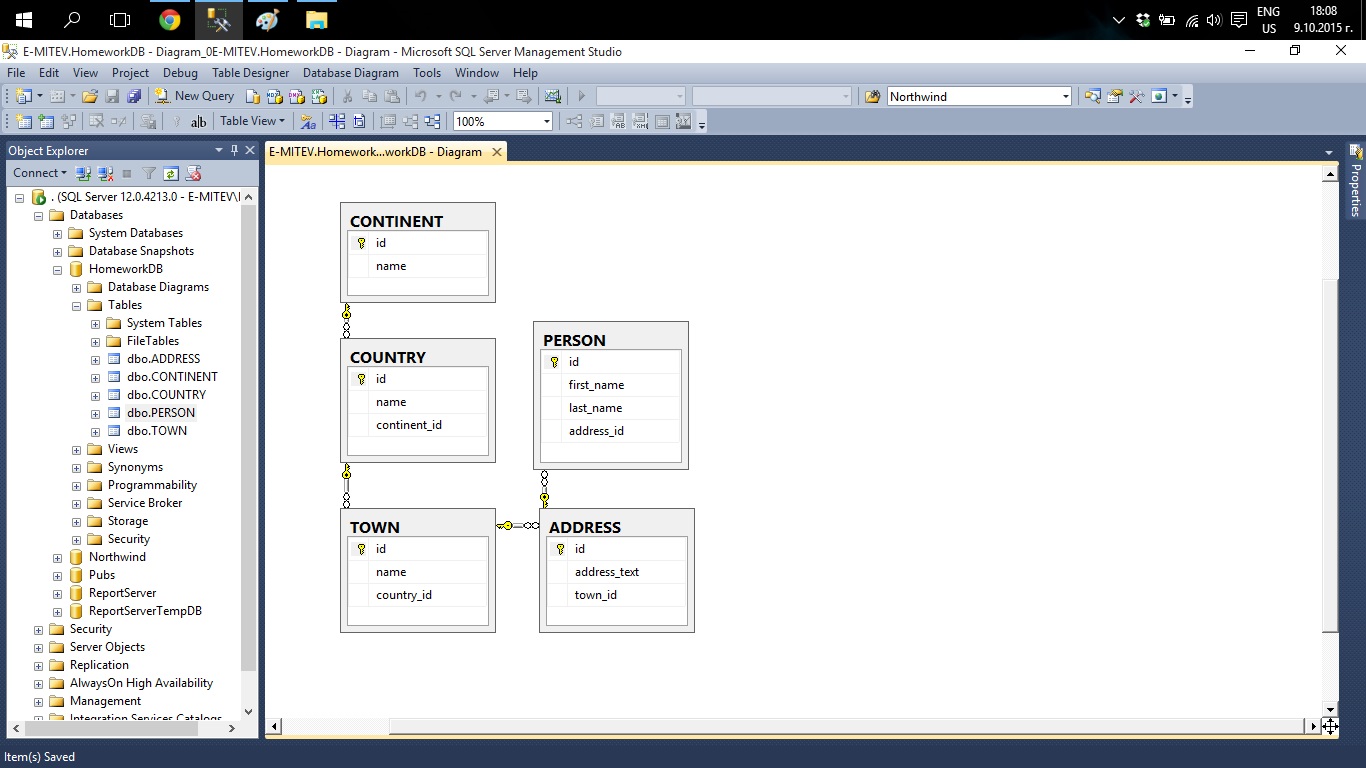 ENG
US
18:08
9.10.2015 г.
E-MITEV.HomeworkDB - Diagram_0E-MITEV.HomeworkDB - Diagram - Microsoft SQL Server Management Studio
File Edit View Project Debug Table Designer Database Diagram Tools Window Help
New Query
Northwind
ab|
Table View
100%
Object Explorer
E-MITEV.Homework...workDB - Diagram
Properties
Connect
. (SQL Server 12.0.4213.0 - E-MITEV\
Databases
System Databases
Database Snapshots
HomeworkDB
Database Diagrams
Tables
System Tables
FileTables
dbo.ADDRESS
dbo.CONTINENT
dbo.COUNTRY
dbo.PERSON
dbo.TOWN
Views
Synonyms
Programmability
Service Broker
Storage
Security
Northwind
Pubs
ReportServer
ReportServerTempDB
Security
Server Objects
Replication
AlwaysOn High Availability
Management
Integration Services Catalogs
CONTINENT
id
name
COUNTRY
id
name
continent_id
PERSON
id
first_name
last_name
address_id
TOWN
id
name
country_id
ADDRESS
id
address_text
town_id
Item(s) Saved